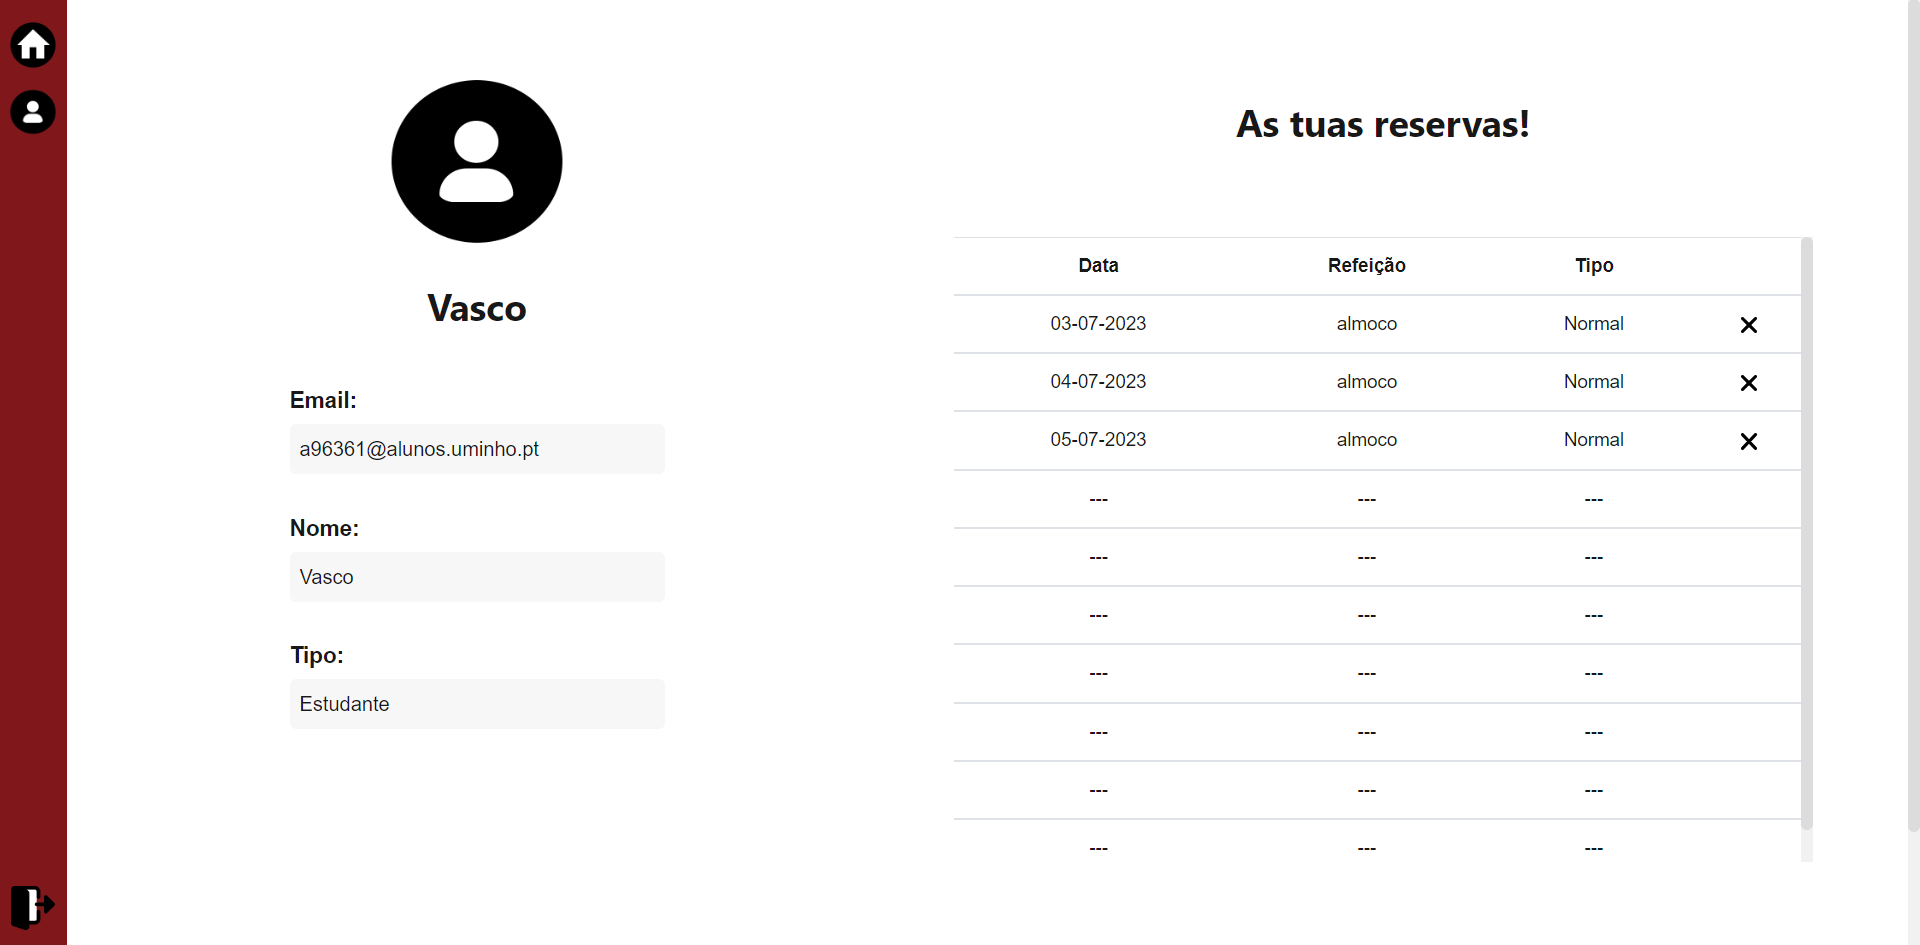 Vasco
Email:
a96361@alunos.uminho.pt
Nome:
Vasco
Tipo:
Estudante
As tuas reservas!
Data Refeição Tipo
03-07-2023 almoco Normal
04-07-2023 almoco Normal
05-07-2023 almoco Normal
--- --- ---
--- --- ---
--- --- ---
--- --- ---
--- --- ---
--- --- ---
--- --- ---